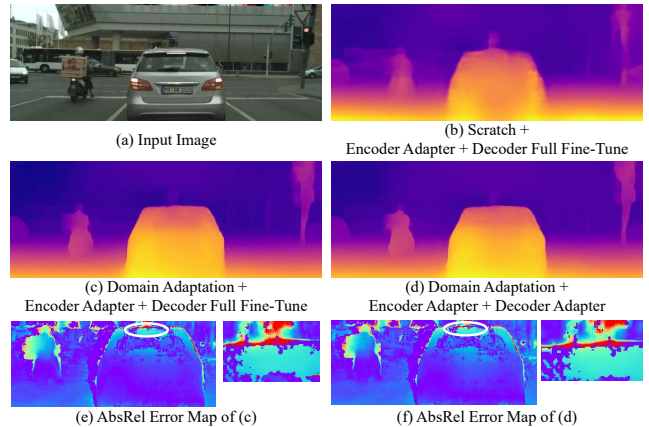 (a) Input Image
(b) Scratch +
Encoder Adapter + Decoder Full Fine-Tune
(c) Domain Adaptation +
Encoder Adapter + Decoder Full Fine-Tune
(d) Domain Adaptation +
Encoder Adapter + Decoder Adapter
(e) AbsRel Error Map of (c)
(f) AbsRel Error Map of (d)